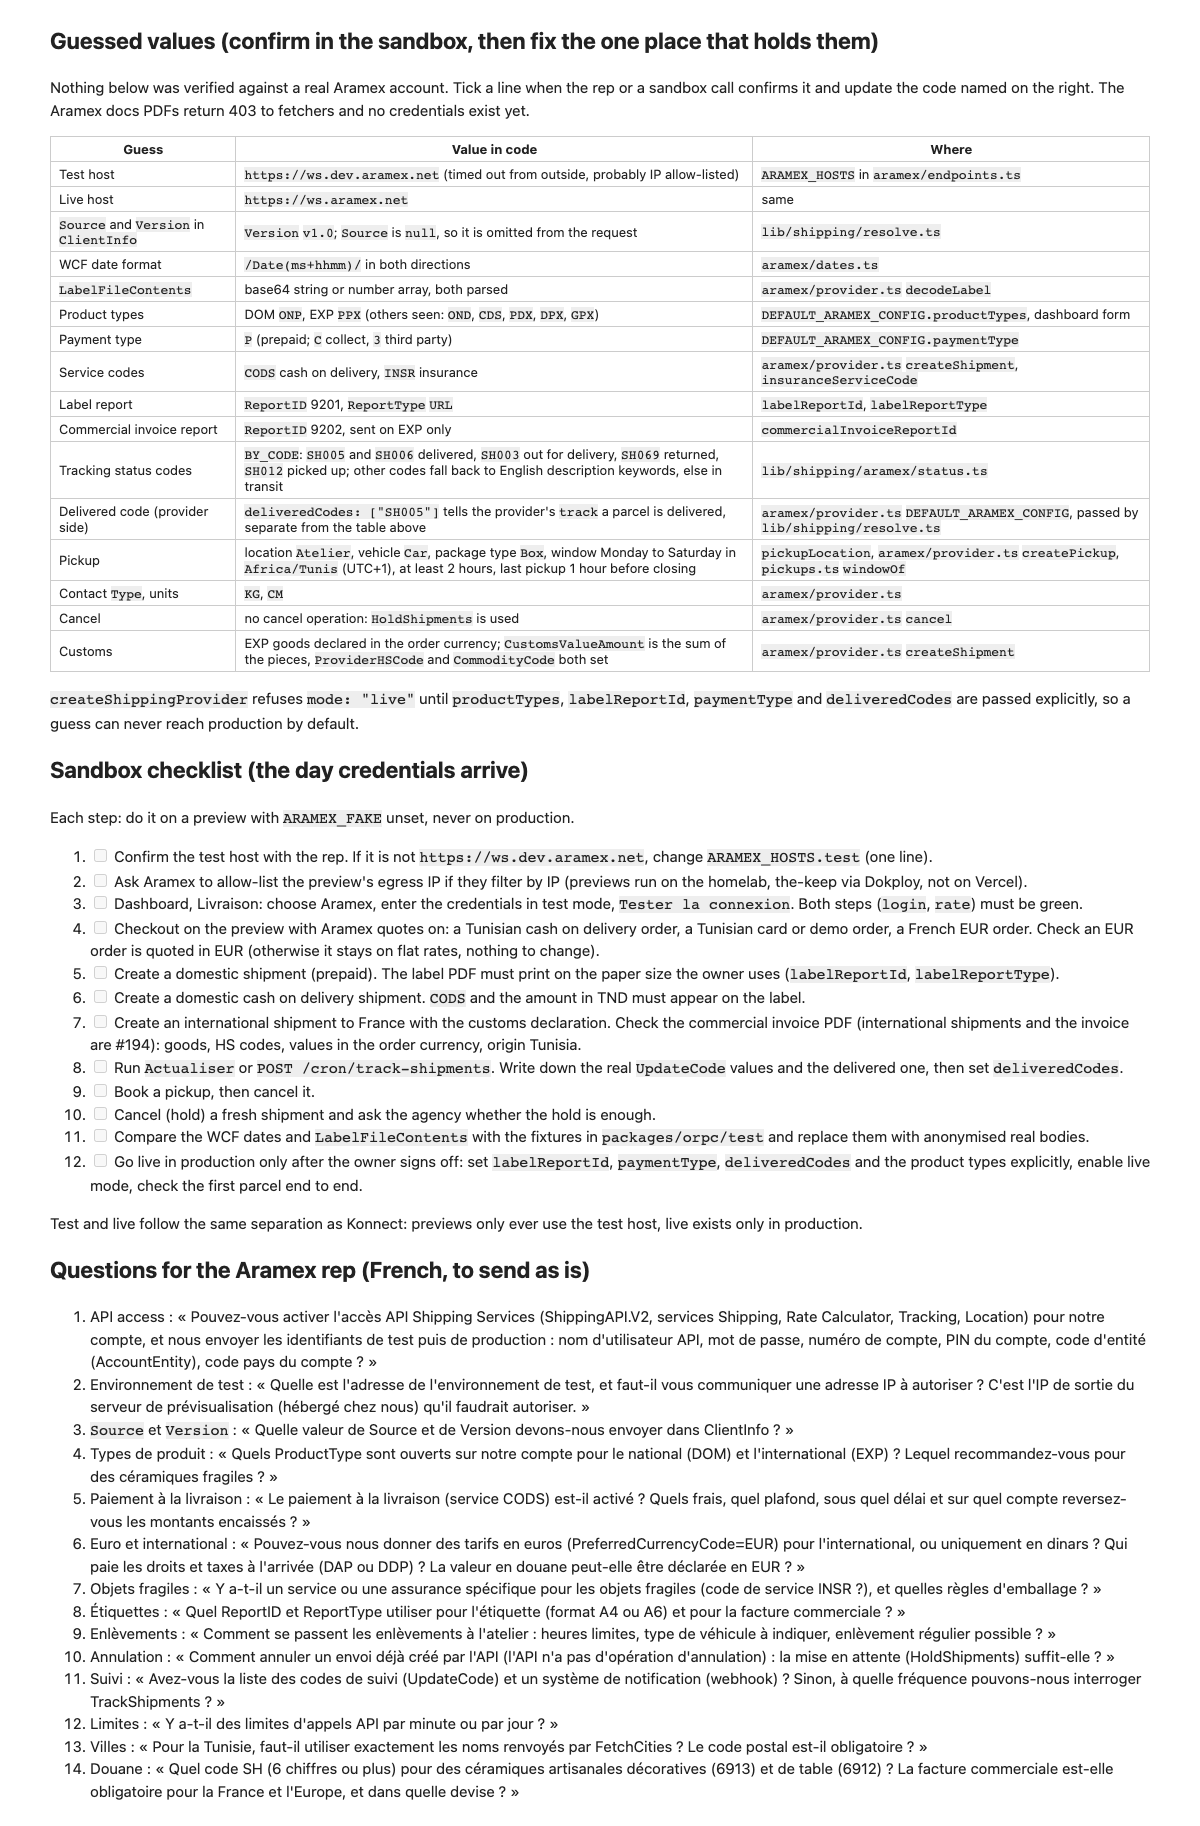 Guessed values (confirm in the sandbox, then fix the one place that holds them)
Nothing below was verified against a real Aramex account. Tick a line when the rep or a sandbox call confirms it and update the code named on the right. The
Aramex docs PDFs return 403 to fetchers and no credentials exist yet.
Guess Value in code Where
Test host https://ws.dev.aramex.net (timed out from outside, probably IP allow-listed) ARAMEX_HOSTS in aramex/endpoints.ts
Live host https://ws.aramex.net same
Source and Version in
ClientInfo
Version v1.0; Source is null, so it is omitted from the request lib/shipping/resolve.ts
WCF date format /Date(ms+hhmm)/ in both directions aramex/dates.ts
LabelFileContents base64 string or number array, both parsed aramex/provider.ts decodeLabel
Product types DOM ONP, EXP PPX (others seen: OND, CDS, PDX, DPX, GPX) DEFAULT_ARAMEX_CONFIG.productTypes, dashboard form
Payment type P (prepaid; C collect, 3 third party) DEFAULT_ARAMEX_CONFIG.paymentType
Service codes CODS cash on delivery, INSR insurance
aramex/provider.ts createShipment,
insuranceServiceCode
Label report ReportID 9201, ReportType URL labelReportId, labelReportType
Commercial invoice report ReportID 9202, sent on EXP only commercialInvoiceReportId
Tracking status codes
BY_CODE: SH005 and SH006 delivered, SH003 out for delivery, SH069 returned,
SH012 picked up; other codes fall back to English description keywords, else in
transit
lib/shipping/aramex/status.ts
Delivered code (provider
side)
deliveredCodes: ["SH005"] tells the provider's track a parcel is delivered,
separate from the table above
aramex/provider.ts DEFAULT_ARAMEX_CONFIG, passed by
lib/shipping/resolve.ts
Pickup
location Atelier, vehicle Car, package type Box, window Monday to Saturday in
Africa/Tunis (UTC+1), at least 2 hours, last pickup 1 hour before closing
pickupLocation, aramex/provider.ts createPickup,
pickups.ts windowOf
Contact Type, units KG, CM aramex/provider.ts
Cancel no cancel operation: HoldShipments is used aramex/provider.ts cancel
Customs
EXP goods declared in the order currency; CustomsValueAmount is the sum of
the pieces, ProviderHSCode and CommodityCode both set
aramex/provider.ts createShipment
createShippingProvider refuses mode: "live" until productTypes, labelReportId, paymentType and deliveredCodes are passed explicitly, so a
guess can never reach production by default.
Sandbox checklist (the day credentials arrive)
Each step: do it on a preview with ARAMEX_FAKE unset, never on production.
1. Confirm the test host with the rep. If it is not https://ws.dev.aramex.net, change ARAMEX_HOSTS.test (one line).
2. Ask Aramex to allow-list the preview's egress IP if they filter by IP (previews run on the homelab, the-keep via Dokploy, not on Vercel).
3. Dashboard, Livraison: choose Aramex, enter the credentials in test mode, Tester la connexion. Both steps (login, rate) must be green.
4. Checkout on the preview with Aramex quotes on: a Tunisian cash on delivery order, a Tunisian card or demo order, a French EUR order. Check an EUR
order is quoted in EUR (otherwise it stays on flat rates, nothing to change).
5. Create a domestic shipment (prepaid). The label PDF must print on the paper size the owner uses (labelReportId, labelReportType).
6. Create a domestic cash on delivery shipment. CODS and the amount in TND must appear on the label.
7. Create an international shipment to France with the customs declaration. Check the commercial invoice PDF (international shipments and the invoice
are #194): goods, HS codes, values in the order currency, origin Tunisia.
8. Run Actualiser or POST /cron/track-shipments. Write down the real UpdateCode values and the delivered one, then set deliveredCodes.
9. Book a pickup, then cancel it.
10. Cancel (hold) a fresh shipment and ask the agency whether the hold is enough.
11. Compare the WCF dates and LabelFileContents with the fixtures in packages/orpc/test and replace them with anonymised real bodies.
12. Go live in production only after the owner signs off: set labelReportId, paymentType, deliveredCodes and the product types explicitly, enable live
mode, check the first parcel end to end.
Test and live follow the same separation as Konnect: previews only ever use the test host, live exists only in production.
Questions for the Aramex rep (French, to send as is)
1. API access : « Pouvez-vous activer l'accès API Shipping Services (ShippingAPI.V2, services Shipping, Rate Calculator, Tracking, Location) pour notre
compte, et nous envoyer les identifiants de test puis de production : nom d'utilisateur API, mot de passe, numéro de compte, PIN du compte, code d'entité
(AccountEntity), code pays du compte ? »
2. Environnement de test : « Quelle est l'adresse de l'environnement de test, et faut-il vous communiquer une adresse IP à autoriser ? C'est l'IP de sortie du
serveur de prévisualisation (hébergé chez nous) qu'il faudrait autoriser. »
3. Source et Version : « Quelle valeur de Source et de Version devons-nous envoyer dans ClientInfo ? »
4. Types de produit : « Quels ProductType sont ouverts sur notre compte pour le national (DOM) et l'international (EXP) ? Lequel recommandez-vous pour
des céramiques fragiles ? »
5. Paiement à la livraison : « Le paiement à la livraison (service CODS) est-il activé ? Quels frais, quel plafond, sous quel délai et sur quel compte reversez-
vous les montants encaissés ? »
6. Euro et international : « Pouvez-vous nous donner des tarifs en euros (PreferredCurrencyCode=EUR) pour l'international, ou uniquement en dinars ? Qui
paie les droits et taxes à l'arrivée (DAP ou DDP) ? La valeur en douane peut-elle être déclarée en EUR ? »
7. Objets fragiles : « Y a-t-il un service ou une assurance spécifique pour les objets fragiles (code de service INSR ?), et quelles règles d'emballage ? »
8. Étiquettes : « Quel ReportID et ReportType utiliser pour l'étiquette (format A4 ou A6) et pour la facture commerciale ? »
9. Enlèvements : « Comment se passent les enlèvements à l'atelier : heures limites, type de véhicule à indiquer, enlèvement régulier possible ? »
10. Annulation : « Comment annuler un envoi déjà créé par l'API (l'API n'a pas d'opération d'annulation) : la mise en attente (HoldShipments) suffit-elle ? »
11. Suivi : « Avez-vous la liste des codes de suivi (UpdateCode) et un système de notification (webhook) ? Sinon, à quelle fréquence pouvons-nous interroger
TrackShipments ? »
12. Limites : « Y a-t-il des limites d'appels API par minute ou par jour ? »
13. Villes : « Pour la Tunisie, faut-il utiliser exactement les noms renvoyés par FetchCities ? Le code postal est-il obligatoire ? »
14. Douane : « Quel code SH (6 chiffres ou plus) pour des céramiques artisanales décoratives (6913) et de table (6912) ? La facture commerciale est-elle
obligatoire pour la France et l'Europe, et dans quelle devise ? »